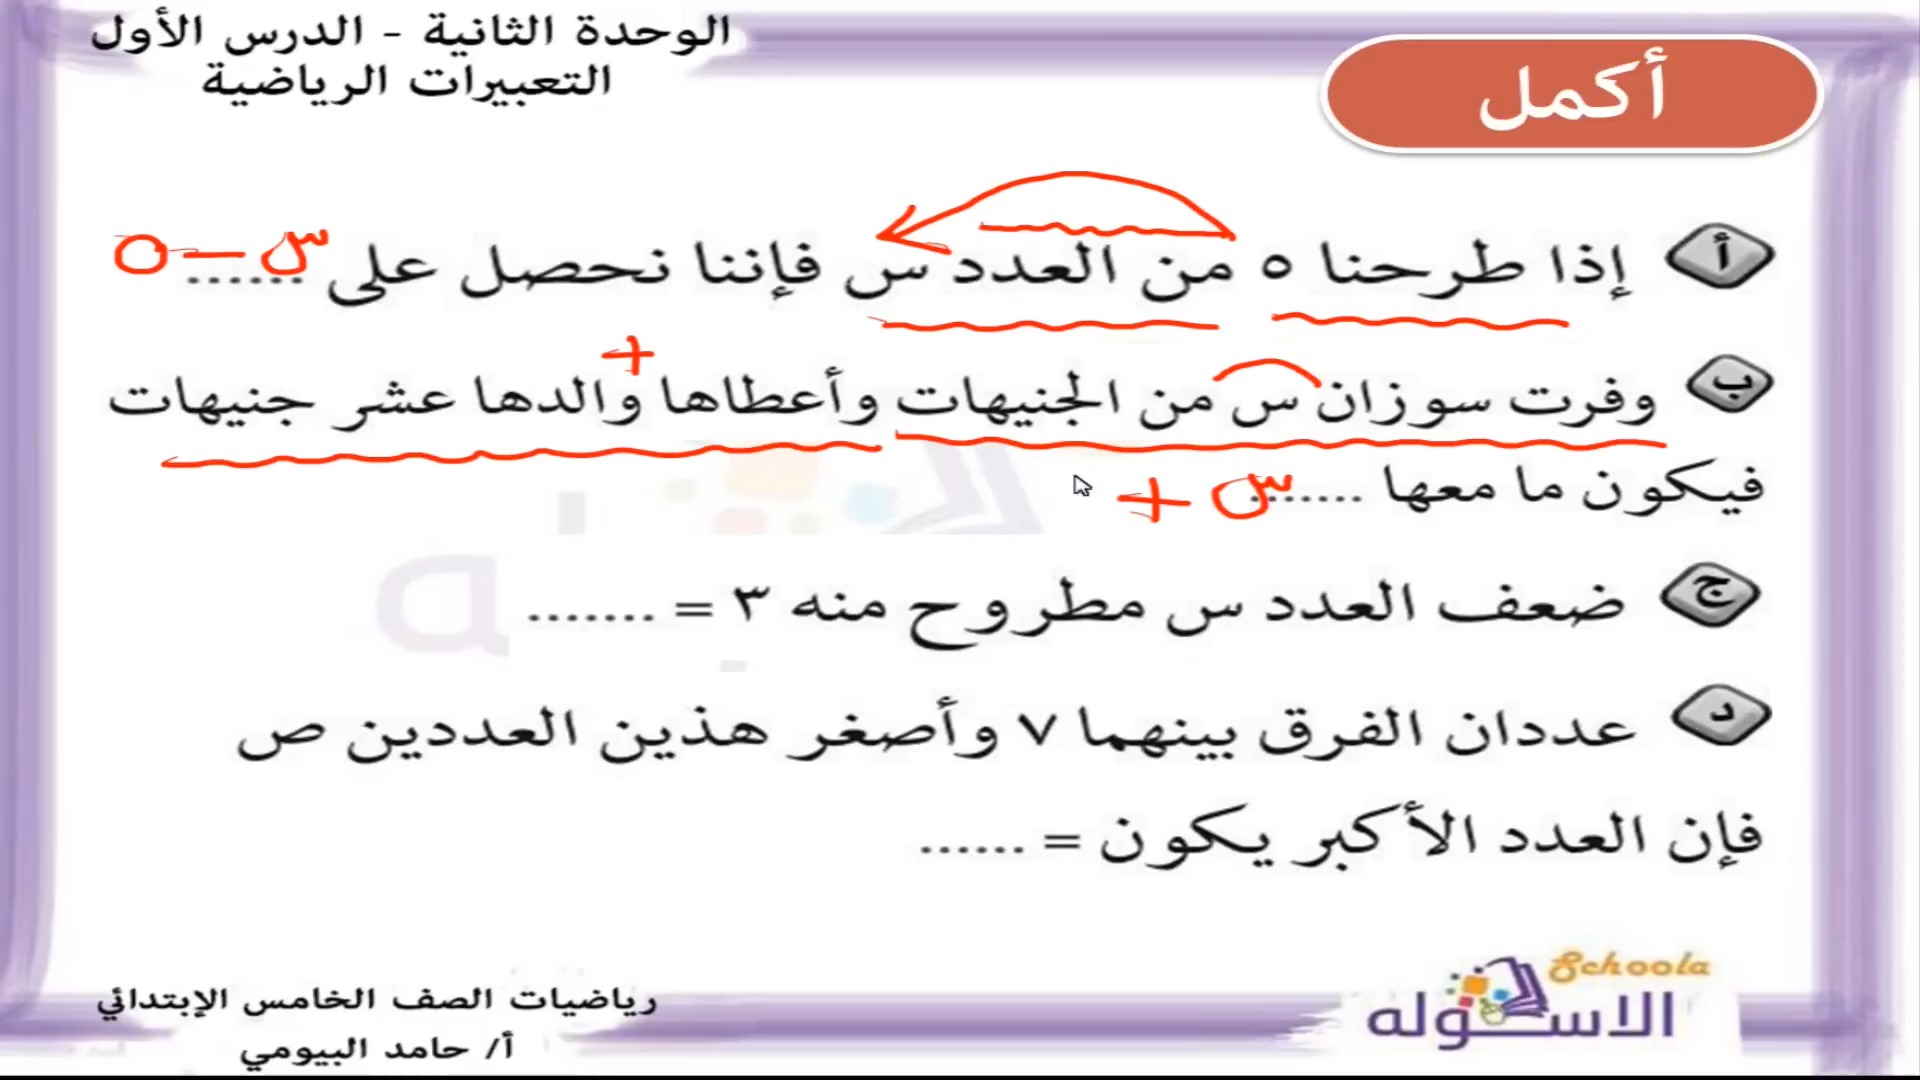 الوحدة الثانية - الدرس الأول
التعبيرات الرياضية
أكمل
أ إذا طرحنا ٥ من العدد س فإننا نحصل على ...... س - ٥
+
ب وفرت سوزان س من الجنيهات وأعطاها والدها عشر جنيهات
فيكون ما معها ....... س +
ج ضعف العدد س مطروح منه ٣ = .......
د عددان الفرق بينهما ٧ وأصغر هذين العددين ص
فإن العدد الأكبر يكون = ......
Schoola
الاسكوله
رياضيات الصف الخامس الإبتدائي
أ/ حامد البيومي